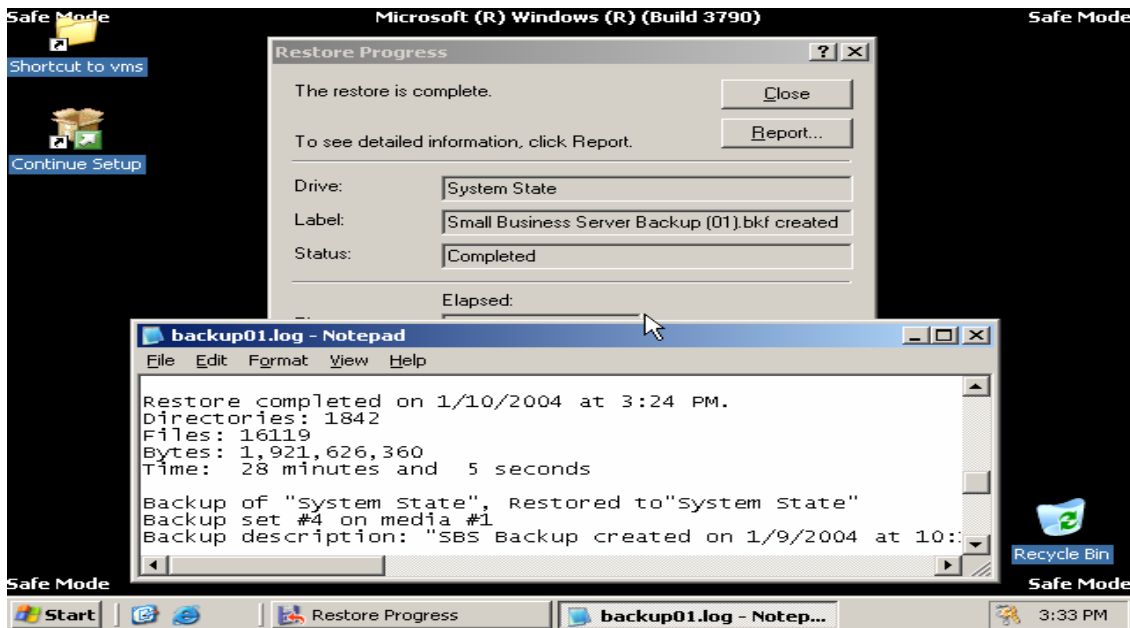 Safe Mode
Microsoft (R) Windows (R) (Build 3790)
Safe Mode
Shortcut to vms
Continue Setup
Restore Progress
The restore is complete.
Close
To see detailed information, click Report.
Report...
Drive:
System State
Label:
Small Business Server Backup (01).bkf created
Status:
Completed
Elapsed:
backup01.log - Notepad
File Edit Format View Help
Restore completed on 1/10/2004 at 3:24 PM.
Directories: 1842
Files: 16119
Bytes: 1,921,626,360
Time: 28 minutes and 5 seconds
Backup of "System State", Restored to"System State"
Backup set #4 on media #1
Backup description: "SBS Backup created on 1/9/2004 at 10:
Recycle Bin
Safe Mode
Safe Mode
Start
Restore Progress
backup01.log - Notep...
3:33 PM